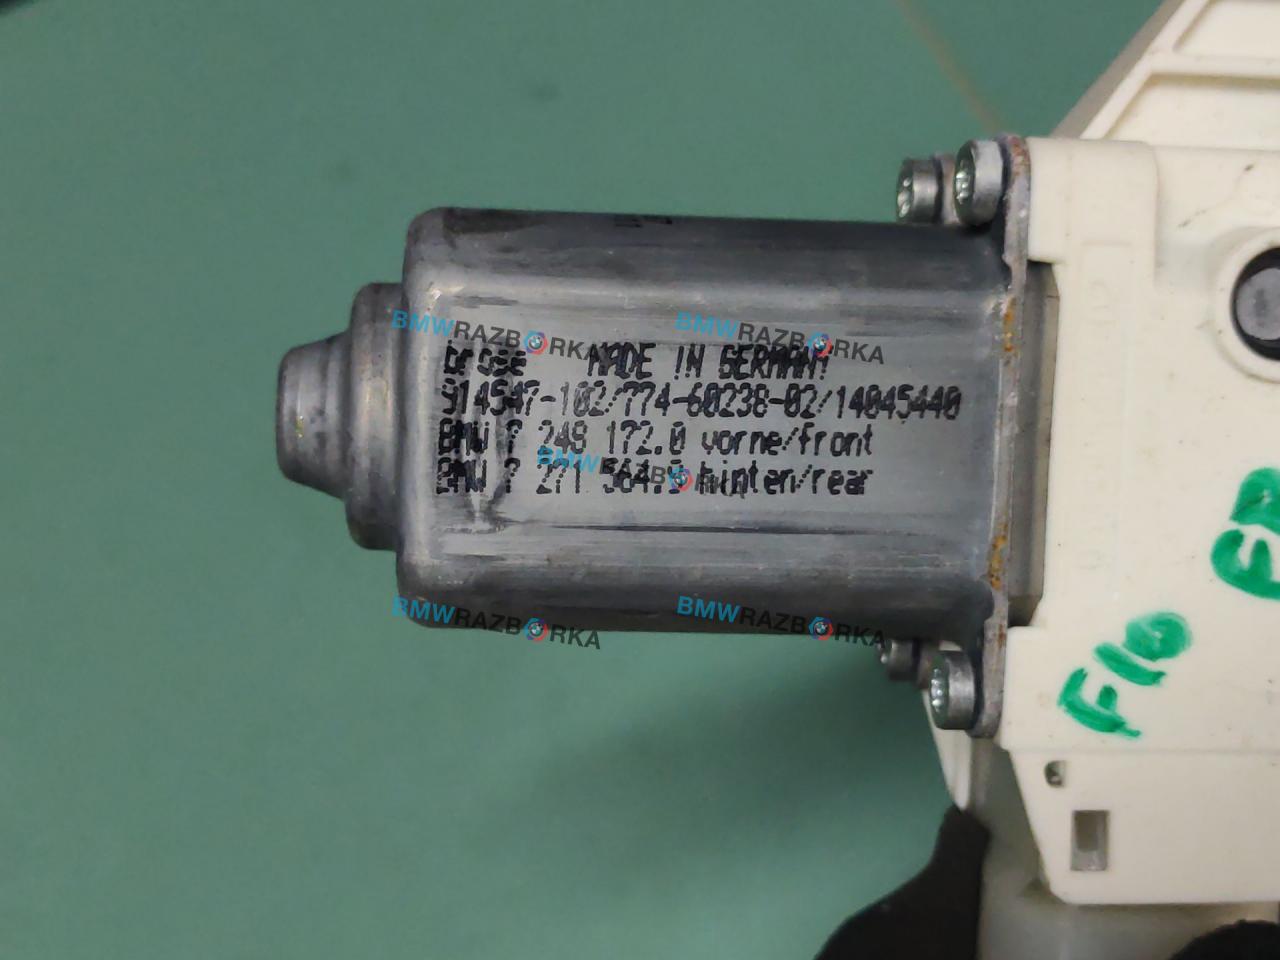 BMWRAZBORKA BMWRAZBORKA
brose MADE IN GERMANY
914547-102/774-60238-02/14045440
BMW 7 249 172.0 vorne/front
BMWRAZBORKA
BMW 7 271 564. hinten/rear
BMWRAZBORKA BMWRAZBORKA
F10